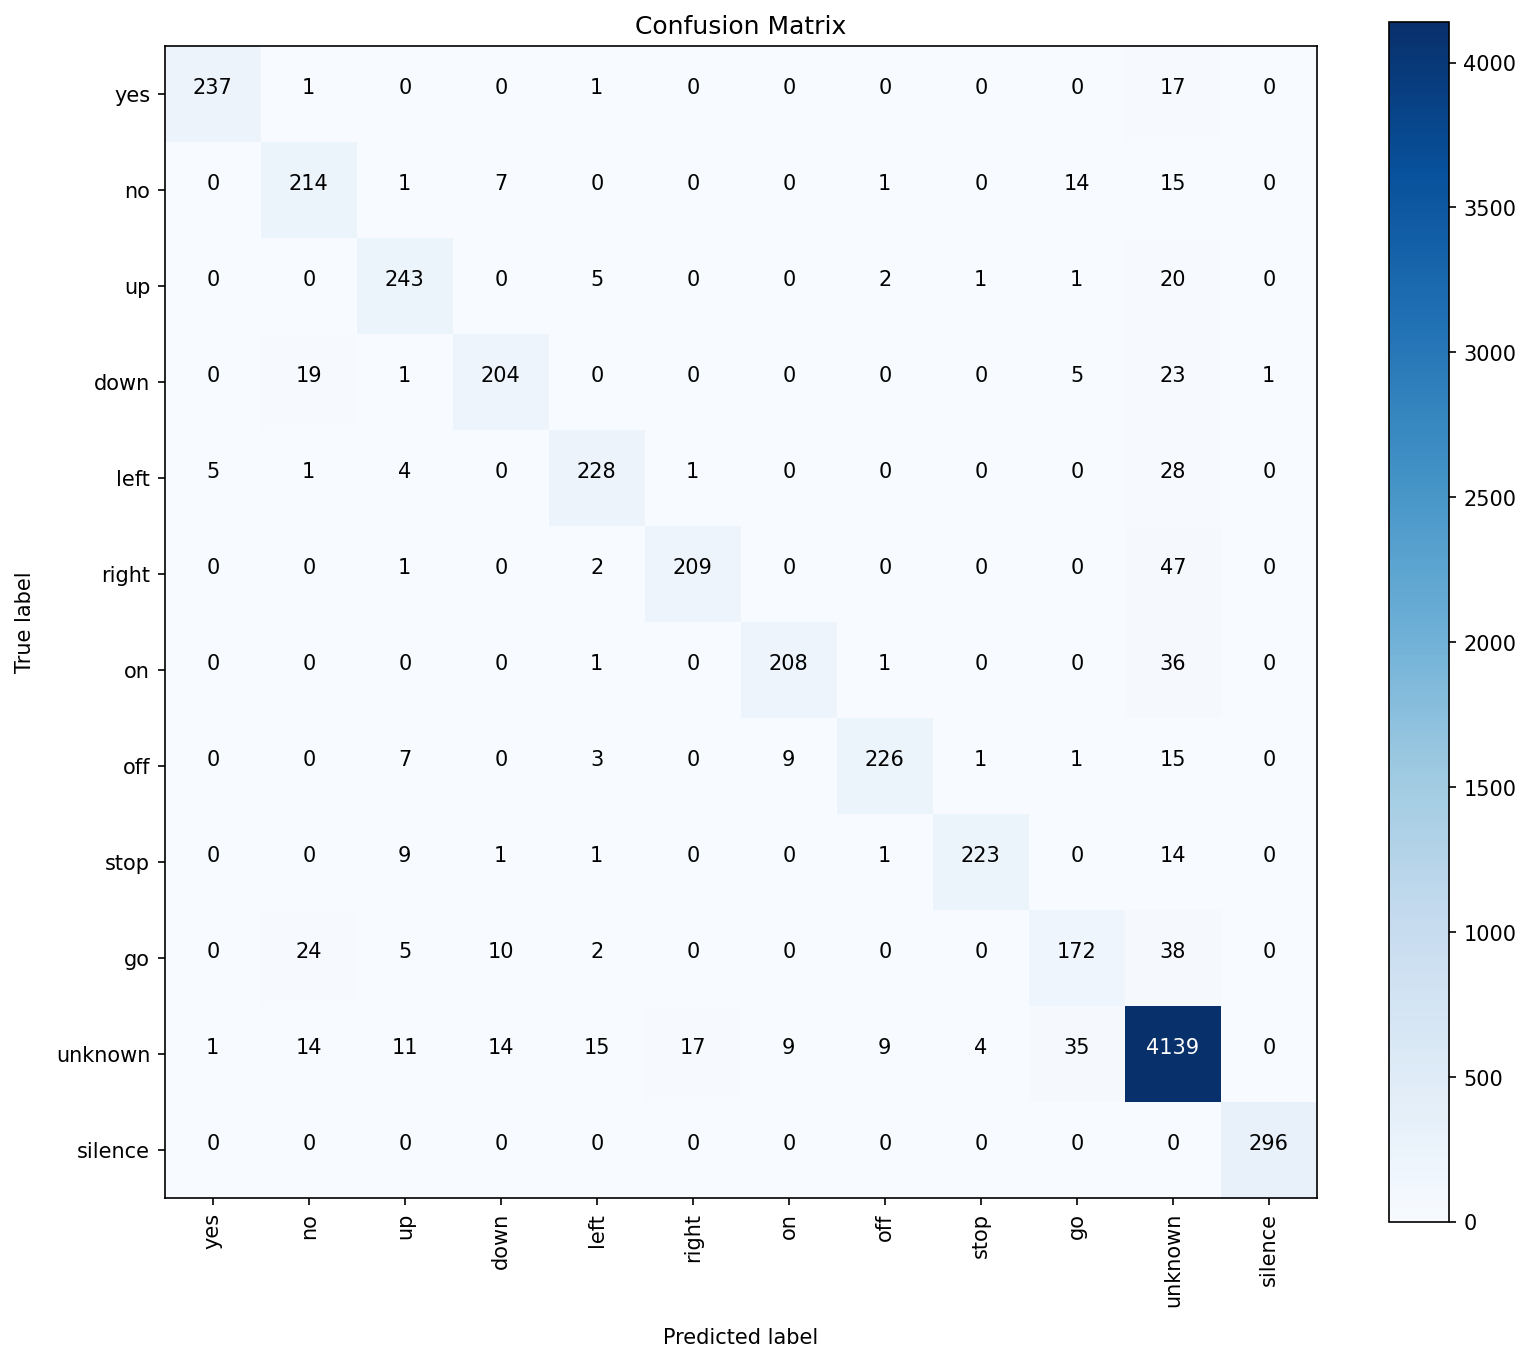 Confusion Matrix
yes 237 1 0 0 1 0 0 0 0 0 17 0
no 0 214 1 7 0 0 0 1 0 14 15 0
up 0 0 243 0 5 0 0 2 1 1 20 0
down 0 19 1 204 0 0 0 0 0 5 23 1
left 5 1 4 0 228 1 0 0 0 0 28 0
right 0 0 1 0 2 209 0 0 0 0 47 0
on 0 0 0 0 1 0 208 1 0 0 36 0
off 0 0 7 0 3 0 9 226 1 1 15 0
stop 0 0 9 1 1 0 0 1 223 0 14 0
go 0 24 5 10 2 0 0 0 0 172 38 0
unknown 1 14 11 14 15 17 9 9 4 35 4139 0
silence 0 0 0 0 0 0 0 0 0 0 0 296
yes no up down left right on off stop go unknown silence
Predicted label
True label
4000
3500
3000
2500
2000
1500
1000
500
0